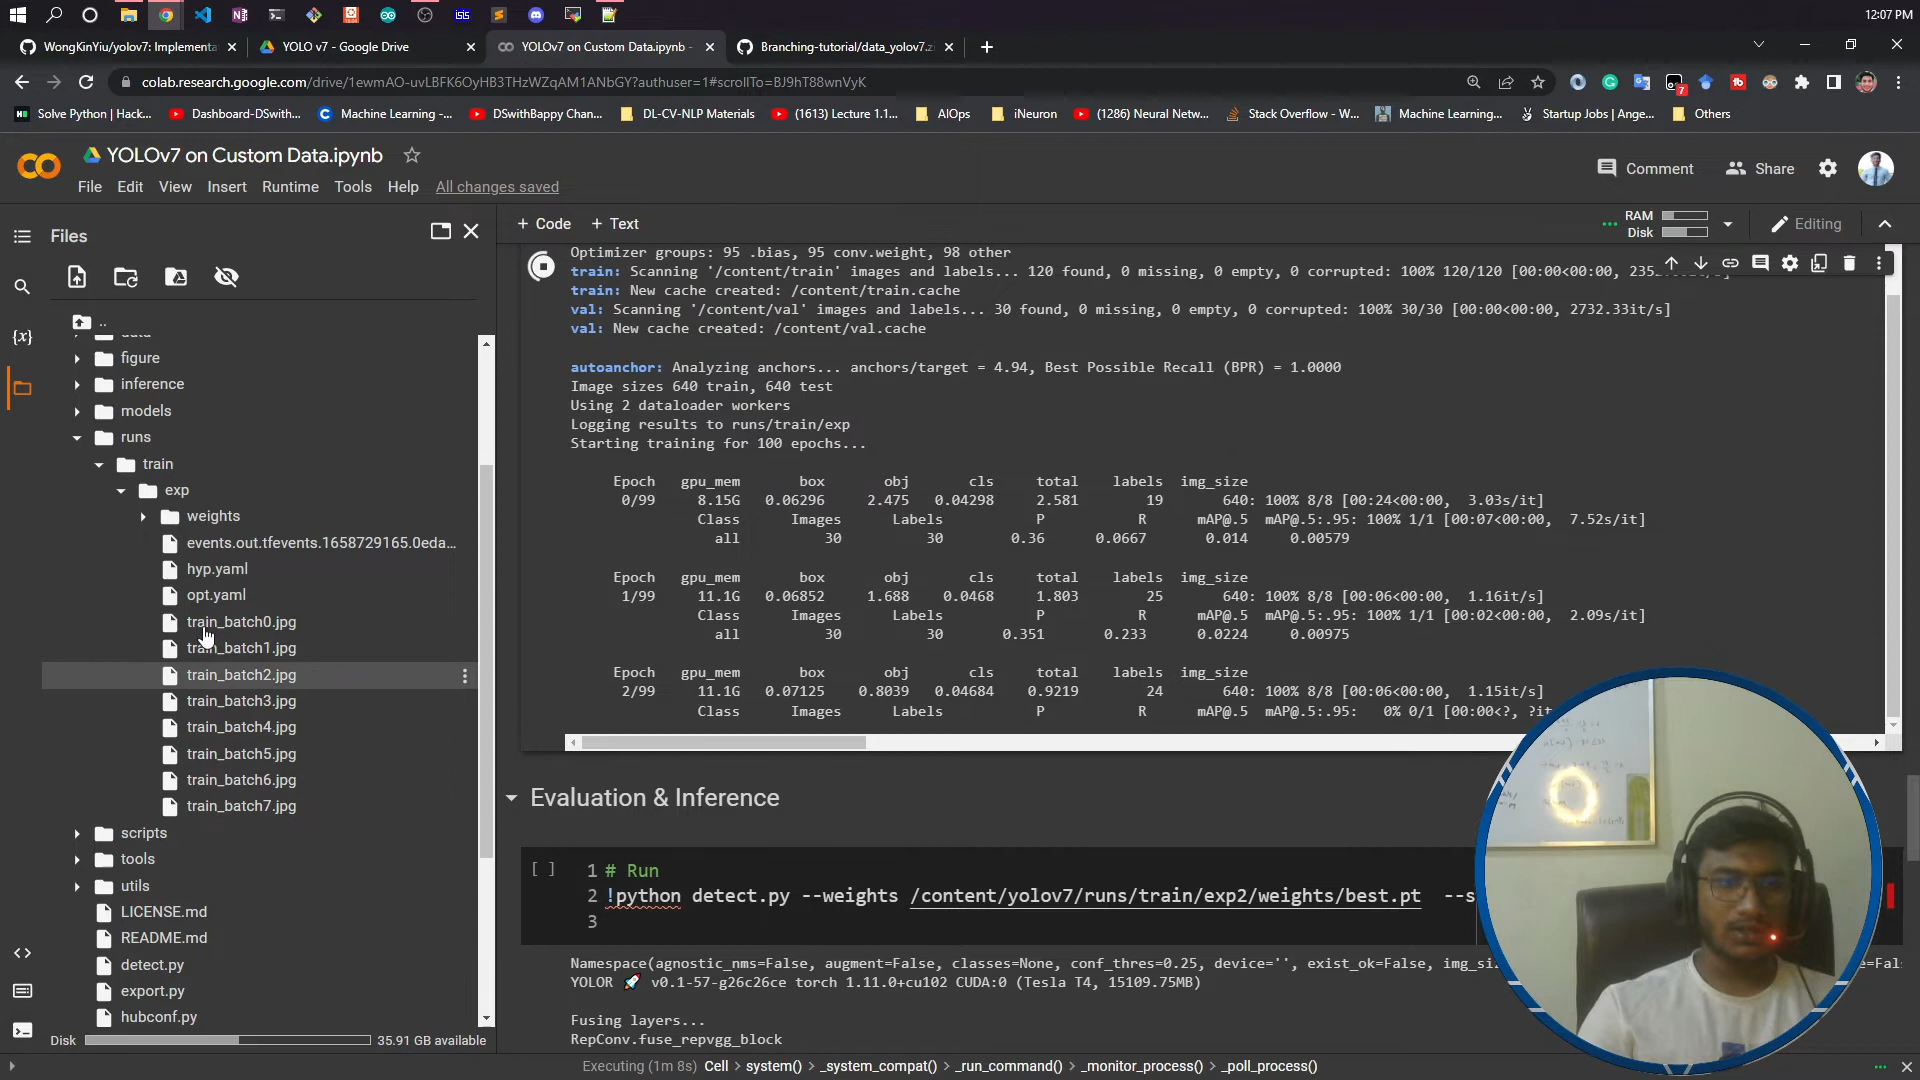 12:07 PM
WongKinYiu/yolov7: Implementa
YOLO v7 - Google Drive
YOLOv7 on Custom Data.ipynb -
Branching-tutorial/data_yolov7.z
colab.research.google.com/drive/1ewmAO-uvLBFK6OyHB3THzWZqAM1ANbGY?authuser=1#scrollTo=BJ9hT88wnVyK
Solve Python | Hack...
Dashboard-DSwith...
Machine Learning -...
DSwithBappy Chan...
DL-CV-NLP Materials
(1613) Lecture 1.1...
AIOps
iNeuron
(1286) Neural Netw...
Stack Overflow - W...
Machine Learning...
Startup Jobs | Ange...
Others
YOLOv7 on Custom Data.ipynb
Comment
Share
File Edit View Insert Runtime Tools Help All changes saved
+ Code + Text
RAM
Disk
Editing
Files
..
figure
inference
models
runs
train
exp
weights
events.out.tfevents.1658729165.0eda...
hyp.yaml
opt.yaml
train_batch0.jpg
train_batch1.jpg
train_batch2.jpg
train_batch3.jpg
train_batch4.jpg
train_batch5.jpg
train_batch6.jpg
train_batch7.jpg
scripts
tools
utils
LICENSE.md
README.md
detect.py
export.py
hubconf.py
Disk 35.91 GB available
Optimizer groups: 95 .bias, 95 conv.weight, 98 other
train: Scanning '/content/train' images and labels... 120 found, 0 missing, 0 empty, 0 corrupted: 100% 120/120 [00:00<00:00,
train: New cache created: /content/train.cache
val: Scanning '/content/val' images and labels... 30 found, 0 missing, 0 empty, 0 corrupted: 100% 30/30 [00:00<00:00, 2732.33it/s]
val: New cache created: /content/val.cache
autoanchor: Analyzing anchors... anchors/target = 4.94, Best Possible Recall (BPR) = 1.0000
Image sizes 640 train, 640 test
Using 2 dataloader workers
Logging results to runs/train/exp
Starting training for 100 epochs...
Epoch gpu_mem box obj cls total labels img_size
0/99 8.15G 0.06296 2.475 0.04298 2.581 19 640: 100% 8/8 [00:24<00:00, 3.03s/it]
Class Images Labels P R mAP@.5 mAP@.5:.95: 100% 1/1 [00:07<00:00, 7.52s/it]
all 30 30 0.36 0.0667 0.014 0.00579
Epoch gpu_mem box obj cls total labels img_size
1/99 11.1G 0.06852 1.688 0.0468 1.803 25 640: 100% 8/8 [00:06<00:00, 1.16it/s]
Class Images Labels P R mAP@.5 mAP@.5:.95: 100% 1/1 [00:02<00:00, 2.09s/it]
all 30 30 0.351 0.233 0.0224 0.00975
Epoch gpu_mem box obj cls total labels img_size
2/99 11.1G 0.07125 0.8039 0.04684 0.9219 24 640: 100% 8/8 [00:06<00:00, 1.15it/s]
Class Images Labels P R mAP@.5 mAP@.5:.95: 0% 0/1 [00:00<?, ?it
Evaluation & Inference
[ ] 1 # Run
2 !python detect.py --weights /content/yolov7/runs/train/exp2/weights/best.pt --s
3
Namespace(agnostic_nms=False, augment=False, classes=None, conf_thres=0.25, device='', exist_ok=False, img_si
YOLOR 🚀 v0.1-57-g26c26ce torch 1.11.0+cu102 CUDA:0 (Tesla T4, 15109.75MB)
Fusing layers...
RepConv.fuse_repvgg_block
Executing (1m 8s) Cell > system() > _system_compat() > _run_command() > _monitor_process() > _poll_process()